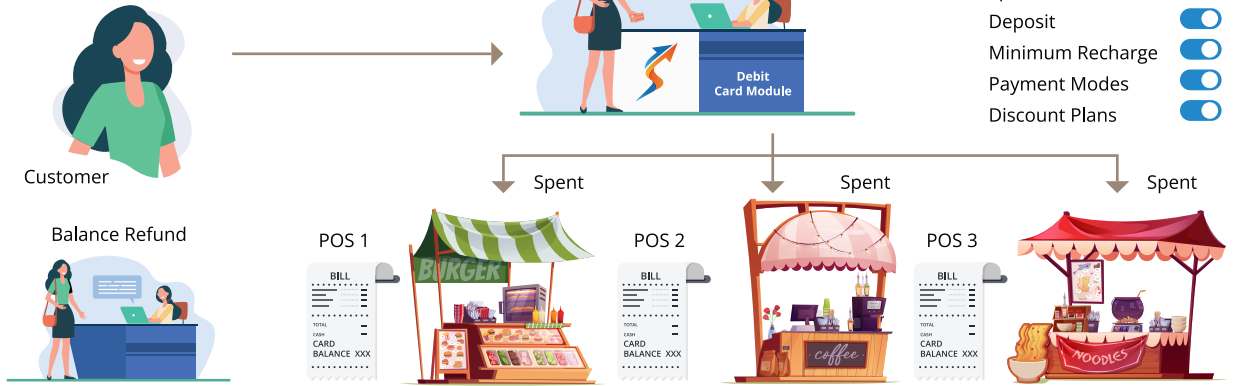 Deposit
Minimum Recharge
Payment Modes
Discount Plans
Debit
Card Module
Customer
Spent
Spent
Spent
Balance Refund
POS 1
POS 2
POS 3
BILL
TOTAL
CASH
CARD
BALANCE XXX
BURGER
BILL
TOTAL
CASH
CARD
BALANCE XXX
coffee
BILL
TOTAL
CASH
CARD
BALANCE XXX
NOODLES